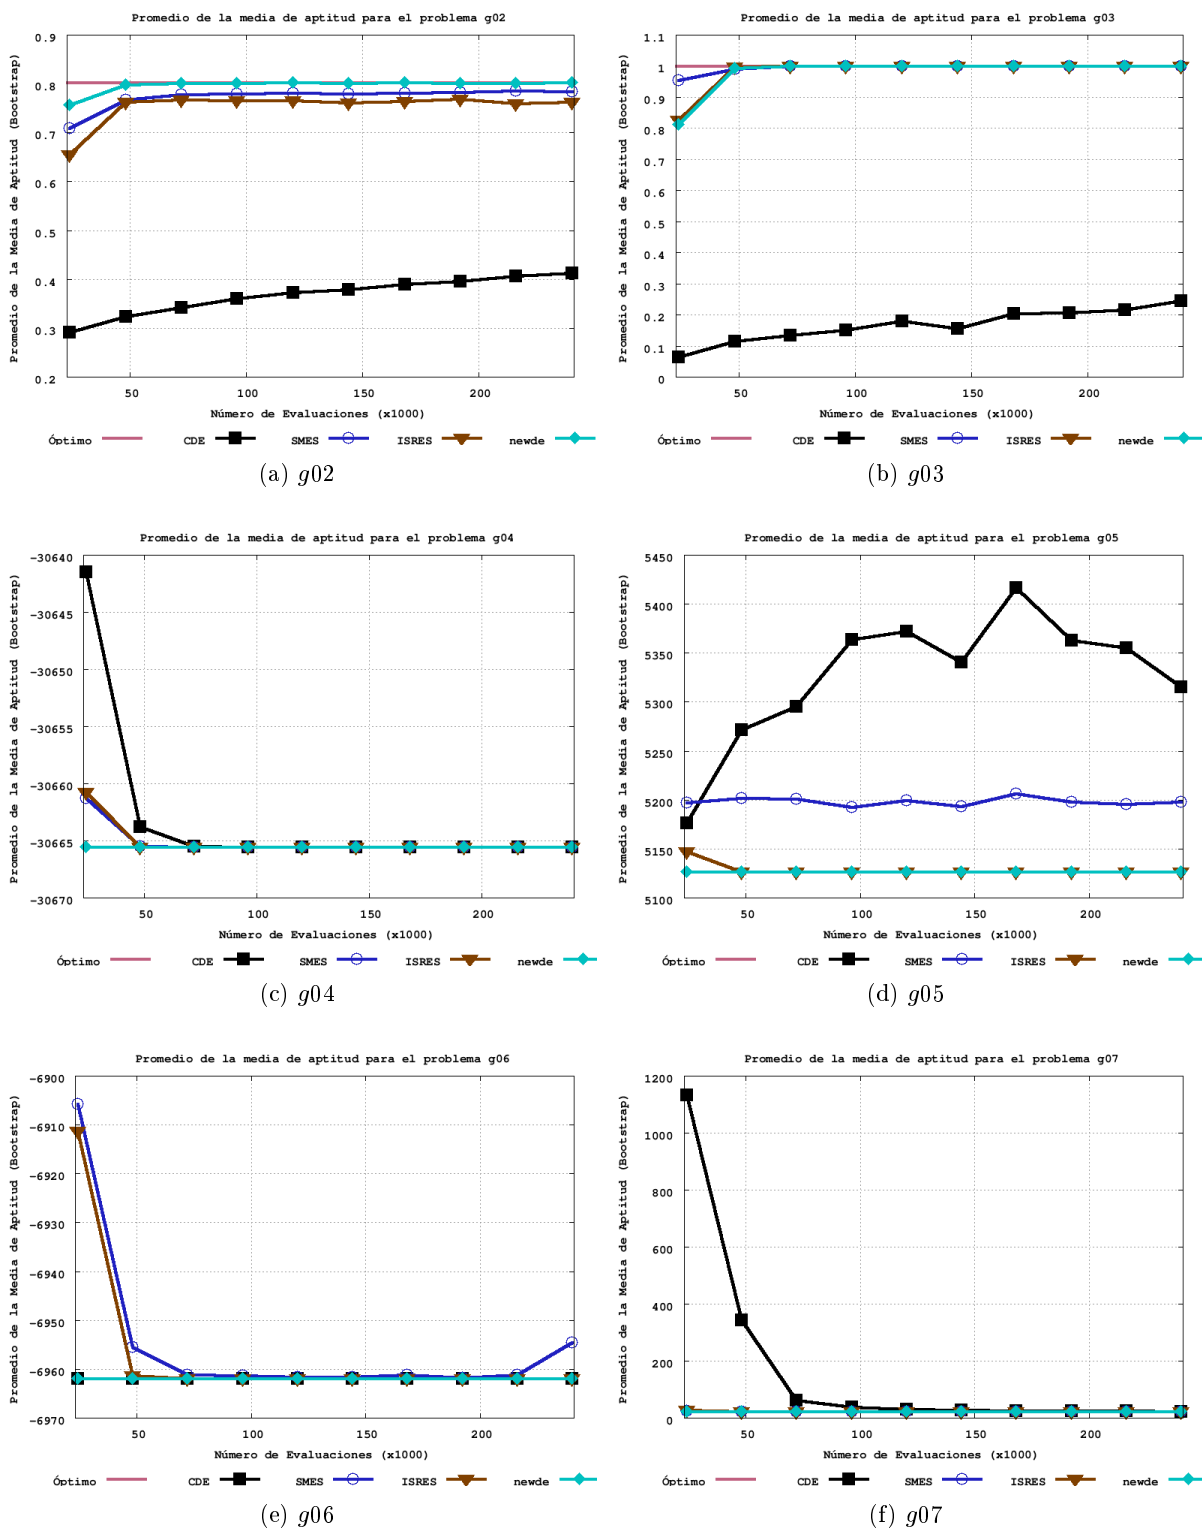 Promedio de la media de aptitud para el problema g02
Promedio de la Media de Aptitud (Bootstrap)
0.9
0.8
0.7
0.6
0.5
0.4
0.3
0.2
50 100 150 200
Número de Evaluaciones (x1000)
Óptimo CDE SMES ISRES newde
(a) g02
Promedio de la media de aptitud para el problema g03
Promedio de la Media de Aptitud (Bootstrap)
1.1
1
0.9
0.8
0.7
0.6
0.5
0.4
0.3
0.2
0.1
0
50 100 150 200
Número de Evaluaciones (x1000)
Óptimo CDE SMES ISRES newde
(b) g03
Promedio de la media de aptitud para el problema g04
Promedio de la Media de Aptitud (Bootstrap)
-30640
-30645
-30650
-30655
-30660
-30665
-30670
50 100 150 200
Número de Evaluaciones (x1000)
Óptimo CDE SMES ISRES newde
(c) g04
Promedio de la media de aptitud para el problema g05
Promedio de la Media de Aptitud (Bootstrap)
5450
5400
5350
5300
5250
5200
5150
5100
50 100 150 200
Número de Evaluaciones (x1000)
Óptimo CDE SMES ISRES newde
(d) g05
Promedio de la media de aptitud para el problema g06
Promedio de la Media de Aptitud (Bootstrap)
-6900
-6910
-6920
-6930
-6940
-6950
-6960
-6970
50 100 150 200
Número de Evaluaciones (x1000)
Óptimo CDE SMES ISRES newde
(e) g06
Promedio de la media de aptitud para el problema g07
Promedio de la Media de Aptitud (Bootstrap)
1200
1000
800
600
400
200
0
50 100 150 200
Número de Evaluaciones (x1000)
Óptimo CDE SMES ISRES newde
(f) g07